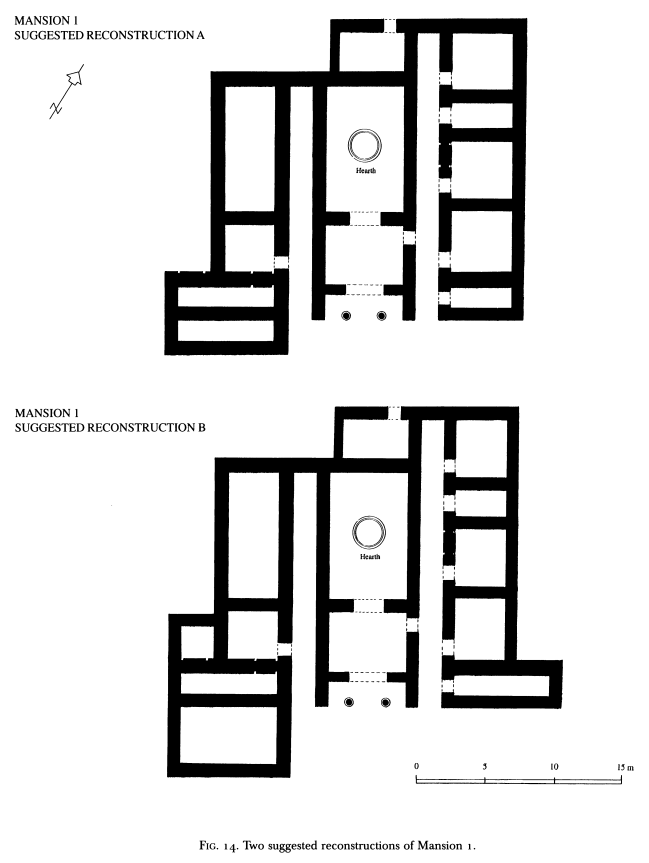 MANSION 1
SUGGESTED RECONSTRUCTION A
N
Hearth
MANSION 1
SUGGESTED RECONSTRUCTION B
Hearth
0 5 10 15 m
FIG. 14. Two suggested reconstructions of Mansion 1.